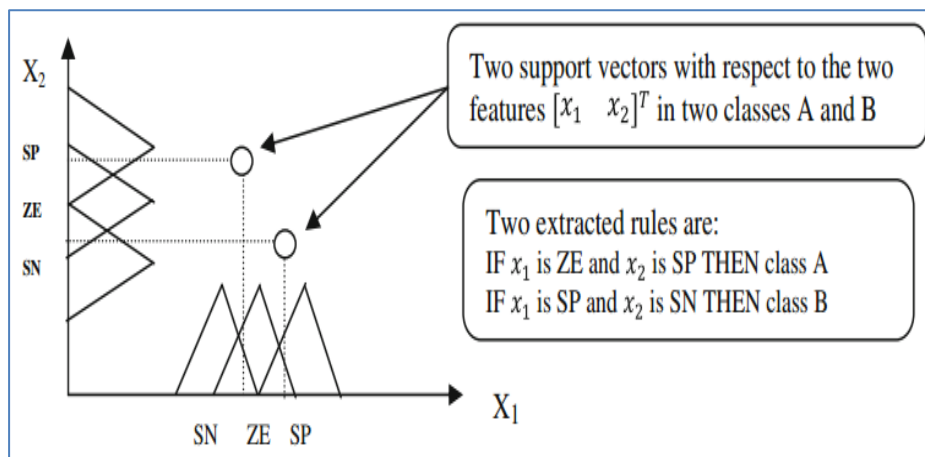 X₂
SP
ZE
SN
SN ZE SP
X₁
Two support vectors with respect to the two
features [x₁ x₂]ᵀ in two classes A and B
Two extracted rules are:
IF x₁ is ZE and x₂ is SP THEN class A
IF x₁ is SP and x₂ is SN THEN class B